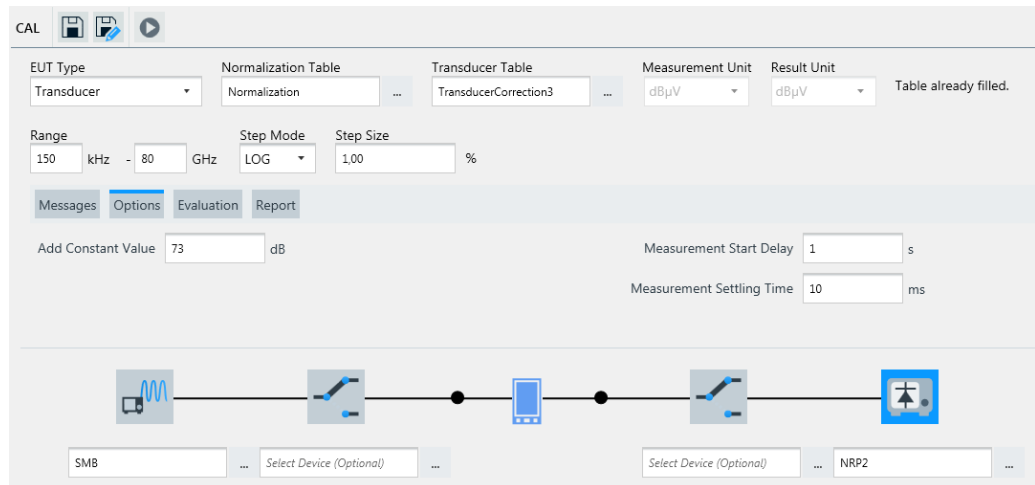 CAL
EUT Type Normalization Table Transducer Table Measurement Unit Result Unit
Transducer Normalization ... TransducerCorrection3 ... dBµV dBµV Table already filled.
Range Step Mode Step Size
150 kHz - 80 GHz LOG 1,00 %
Messages Options Evaluation Report
Add Constant Value 73 dB Measurement Start Delay 1 s
Measurement Settling Time 10 ms
SMB ... Select Device (Optional) ... Select Device (Optional) ... NRP2 ...